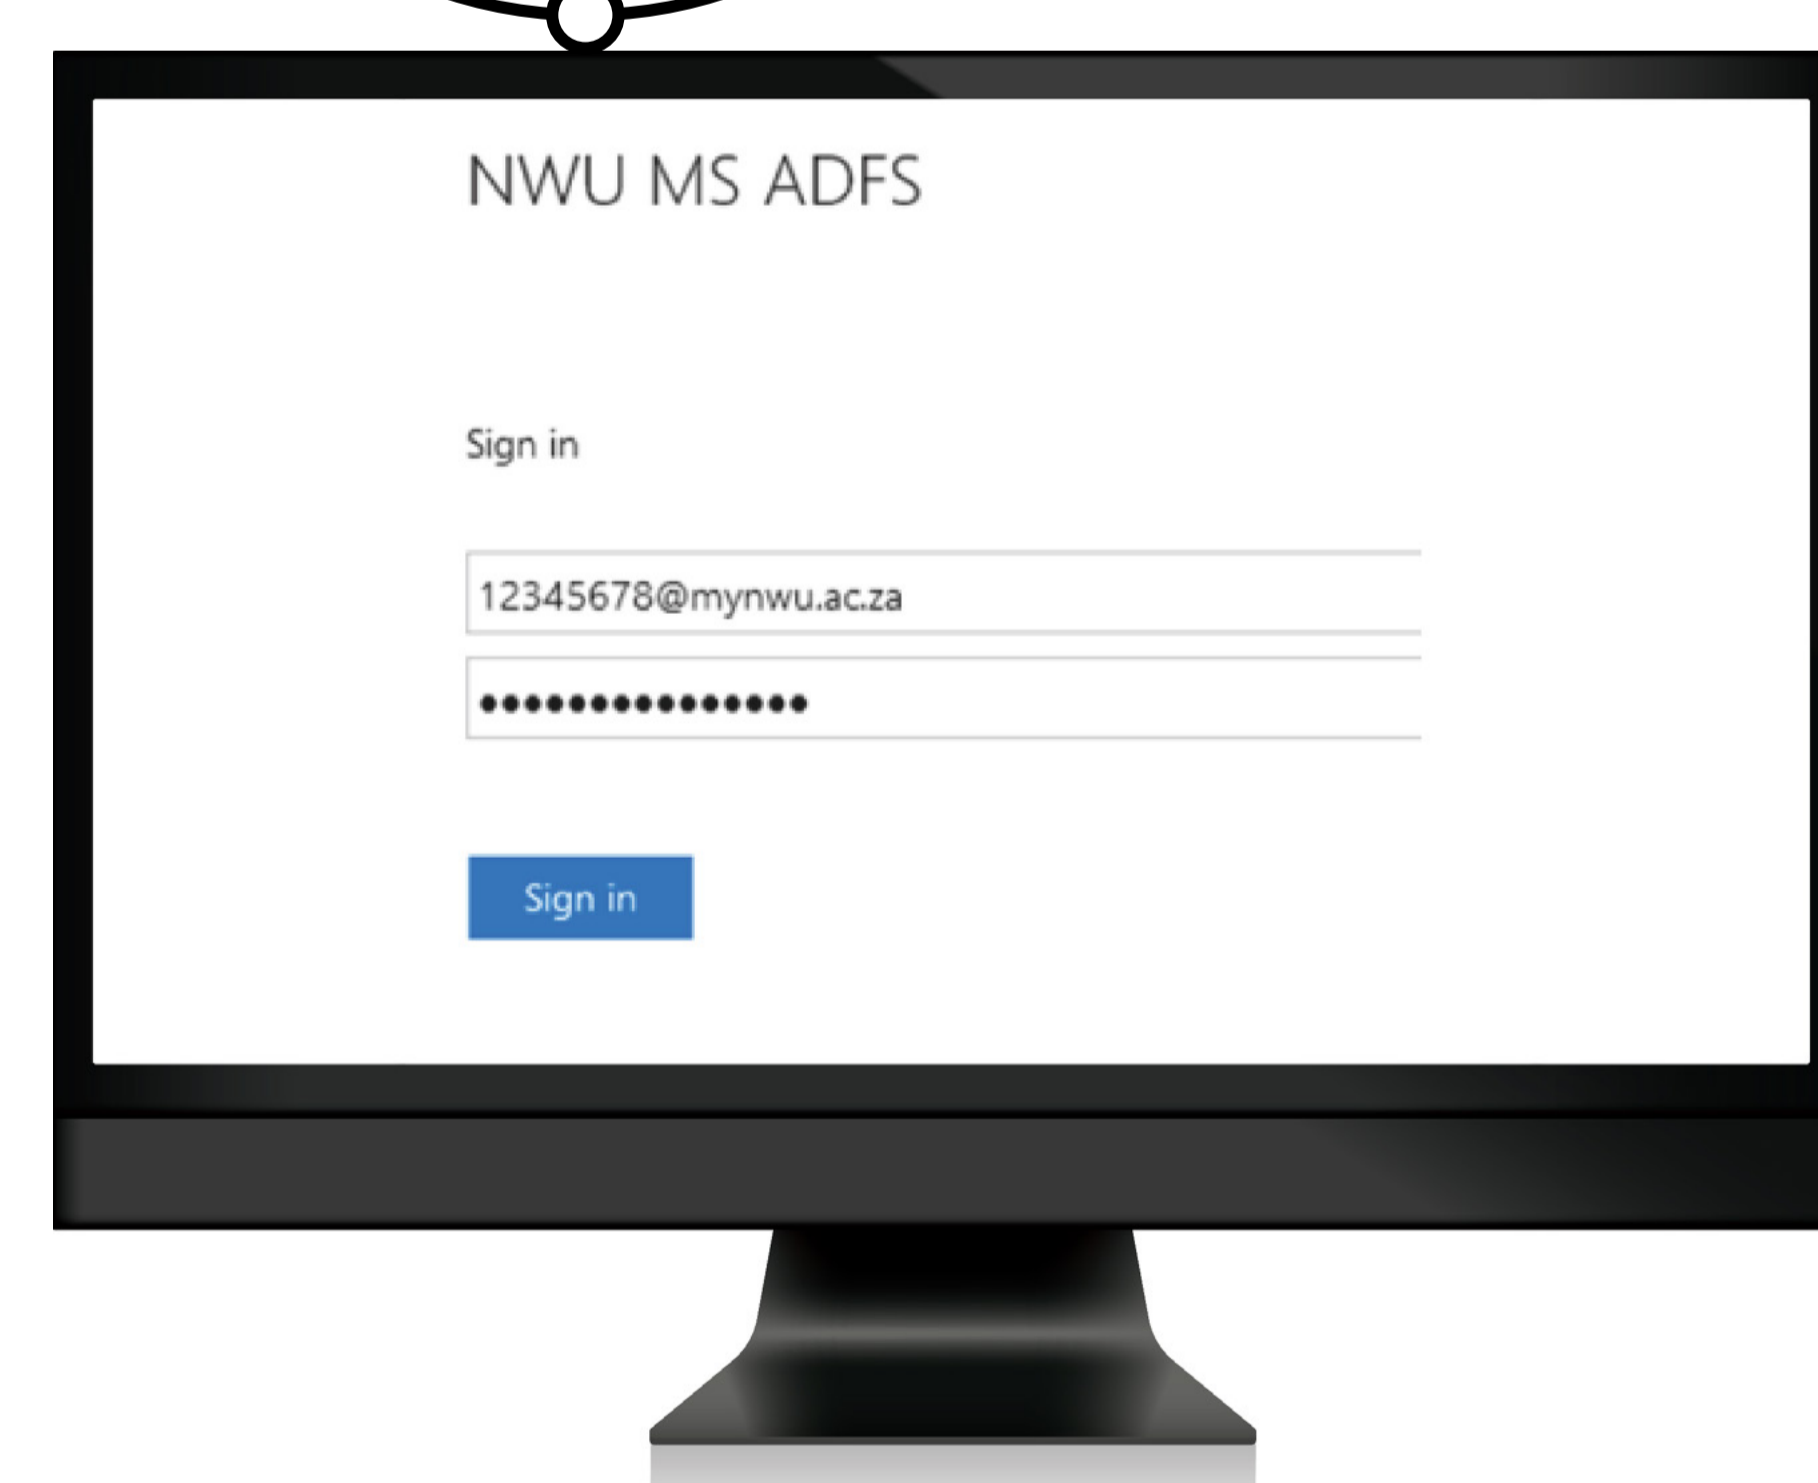 NWU MS ADFS
Sign in
12345678@mynwu.ac.za
●●●●●●●●●●●●●●●
Sign in